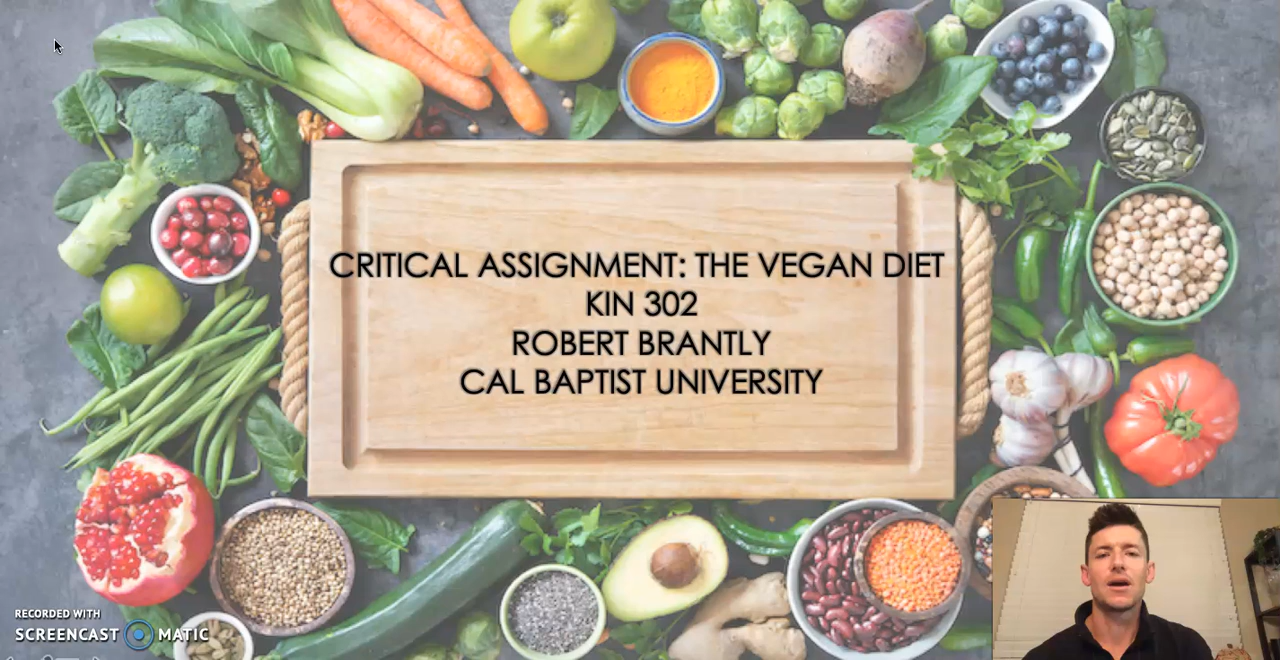 CRITICAL ASSIGNMENT: THE VEGAN DIET
KIN 302
ROBERT BRANTLY
CAL BAPTIST UNIVERSITY
RECORDED WITH
SCREENCAST MATIC